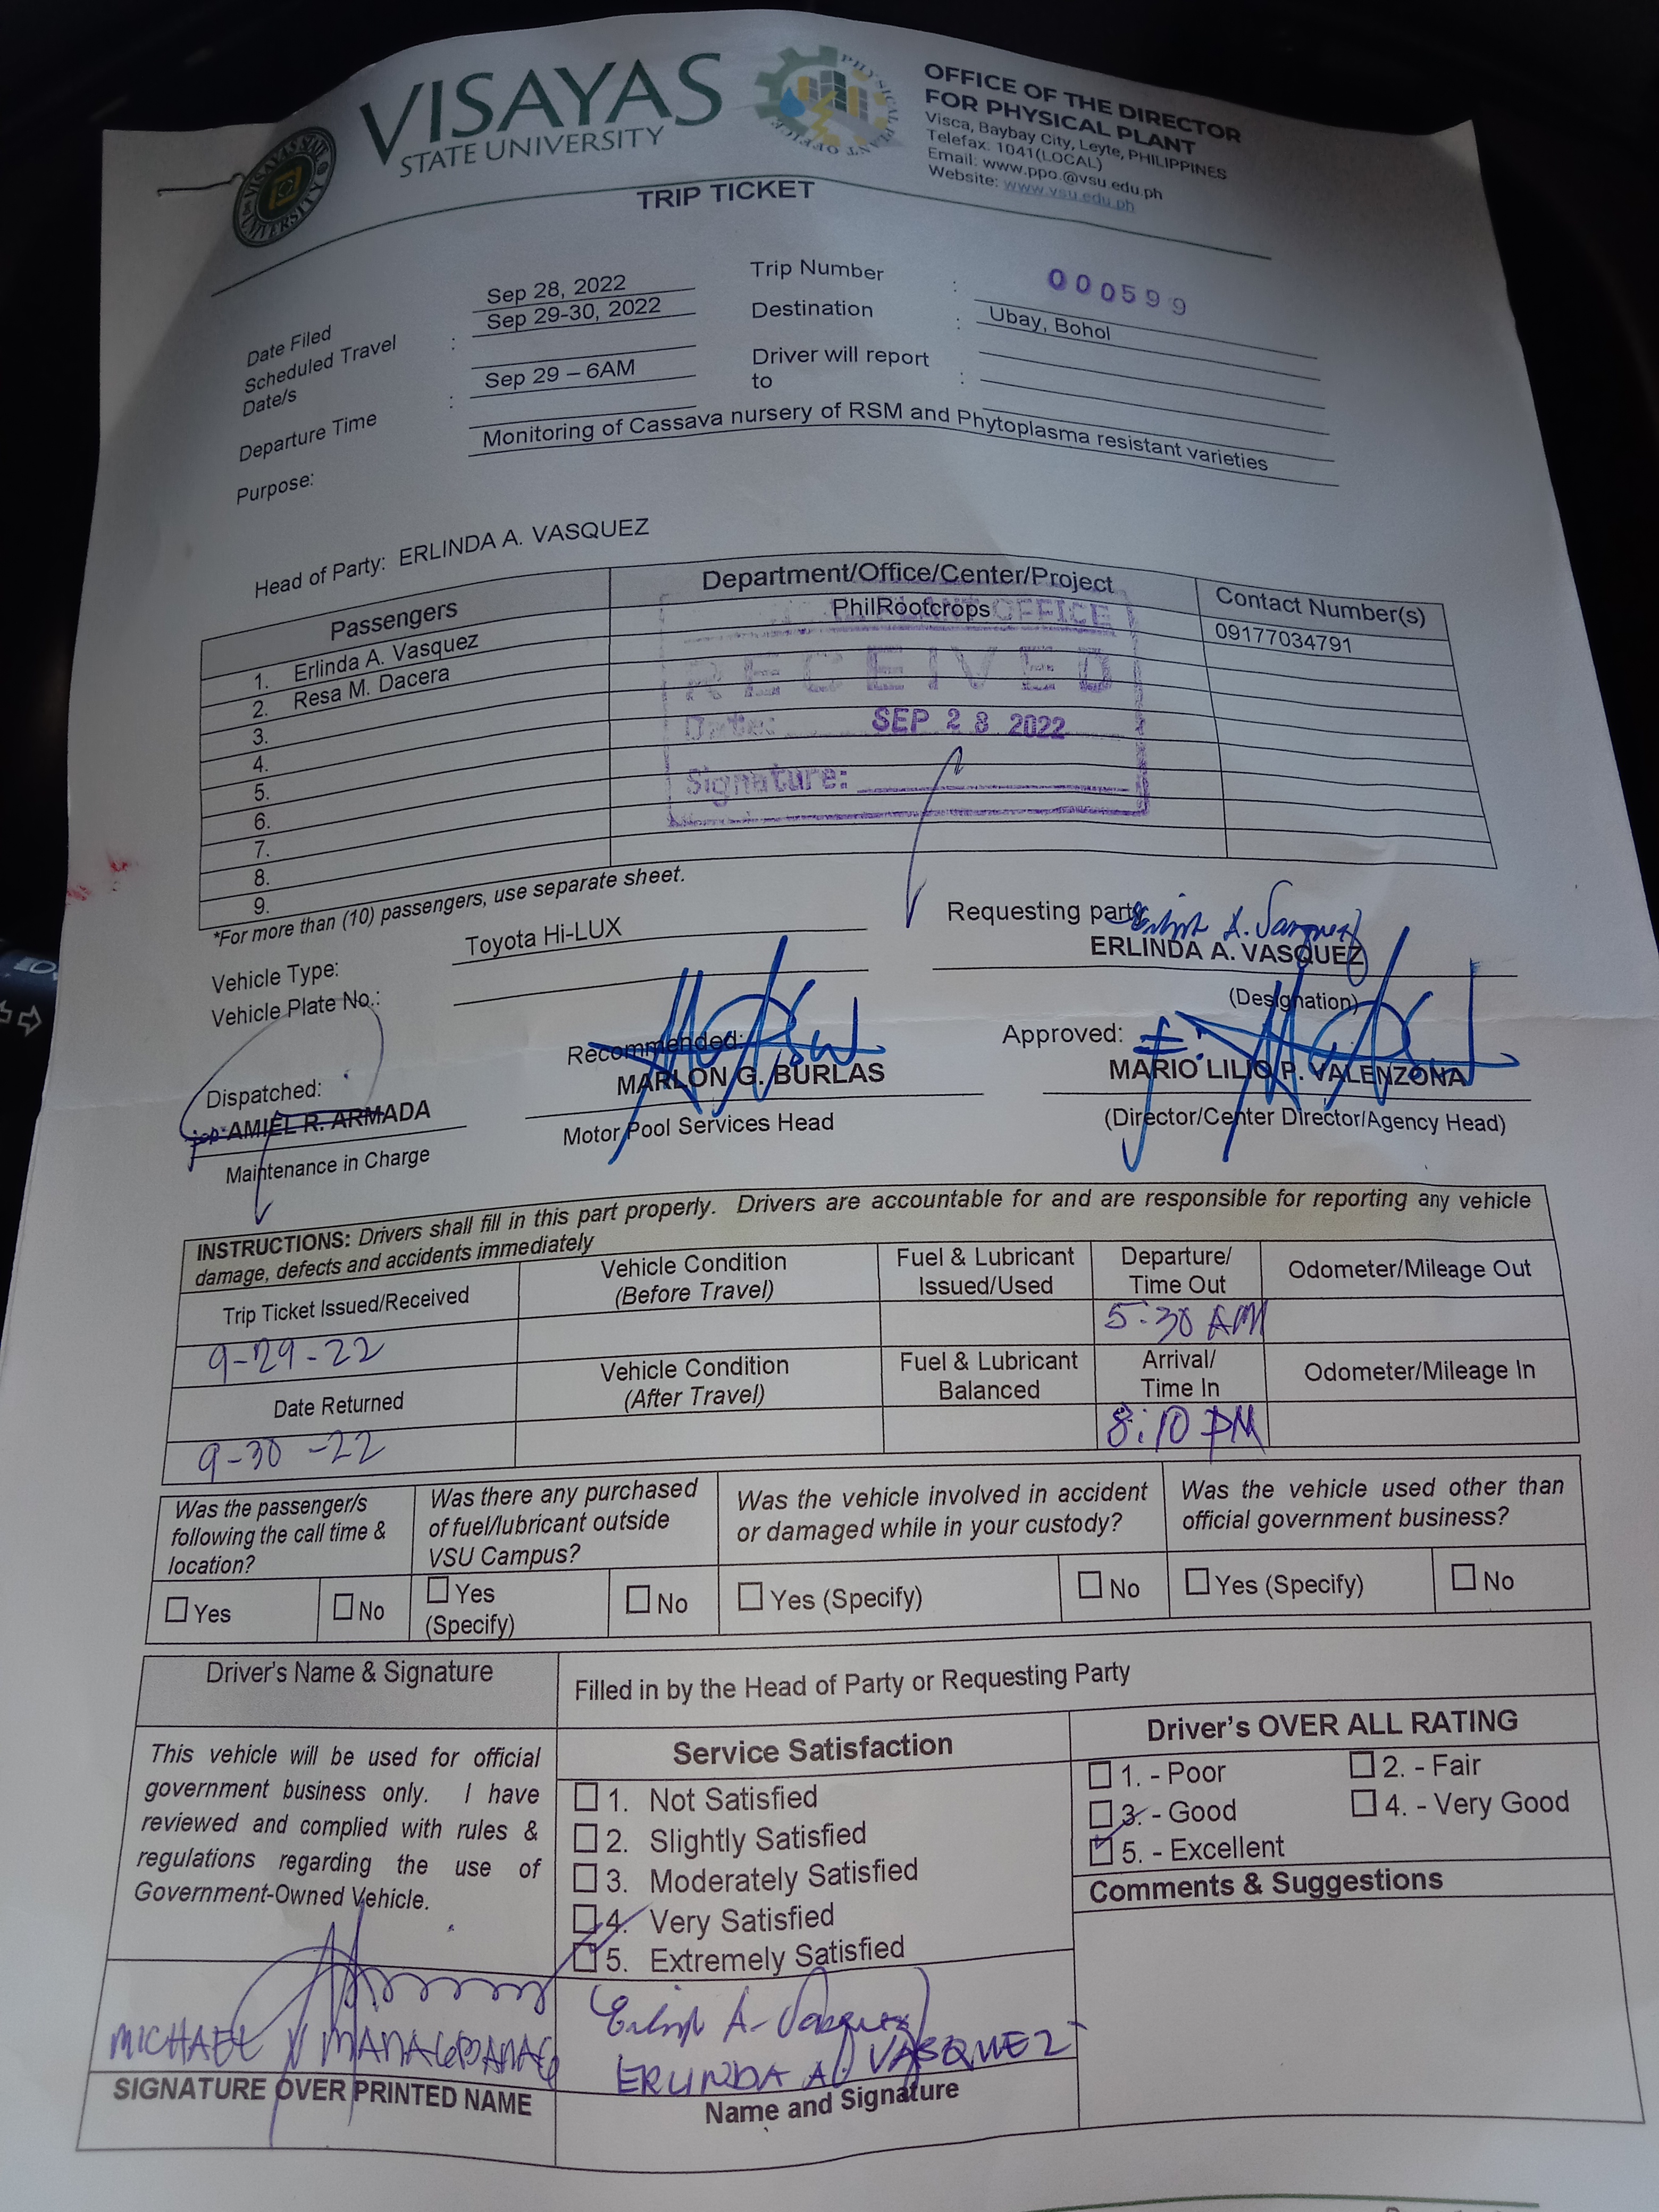 VISAYAS
STATE UNIVERSITY
OFFICE OF THE DIRECTOR
FOR PHYSICAL PLANT
Visca, Baybay City, Leyte, PHILIPPINES
Telefax: 1041(LOCAL)
Email: www.ppo.@vsu.edu.ph
Website: www.vsu.edu.ph
TRIP TICKET
Date Filed Sep 28, 2022
Trip Number : 000599
Scheduled Travel Date/s : Sep 29-30, 2022
Destination : Ubay, Bohol
Departure Time : Sep 29 – 6AM
Driver will report to :
Purpose: Monitoring of Cassava nursery of RSM and Phytoplasma resistant varieties
Head of Party: ERLINDA A. VASQUEZ
Passengers Department/Office/Center/Project Contact Number(s)
1. Erlinda A. Vasquez PhilRootcrops 09177034791
2. Resa M. Dacera
3.
4.
5.
6.
7.
8.
9.
PLANT OFFICE
RECEIVED
Date: SEP 28 2022
Signature:
*For more than (10) passengers, use separate sheet.
Vehicle Type: Toyota Hi-LUX
Vehicle Plate No.:
Requesting party
ERLINDA A. VASQUEZ
(Designation)
Dispatched:
AMIEL R. ARMADA
Maintenance in Charge
Recommended:
MARLON G. BURLAS
Motor Pool Services Head
Approved:
MARIO LILIO P. VALENZONA
(Director/Center Director/Agency Head)
INSTRUCTIONS: Drivers shall fill in this part properly. Drivers are accountable for and are responsible for reporting any vehicle
damage, defects and accidents immediately
Trip Ticket Issued/Received
Vehicle Condition
(Before Travel)
Fuel & Lubricant
Issued/Used
Departure/
Time Out
Odometer/Mileage Out
9-29-22 5:30 AM
Date Returned
Vehicle Condition
(After Travel)
Fuel & Lubricant
Balanced
Arrival/
Time In
Odometer/Mileage In
9-30-22 8:10 PM
Was the passenger/s
following the call time &
location?
Was there any purchased
of fuel/lubricant outside
VSU Campus?
Was the vehicle involved in accident
or damaged while in your custody?
Was the vehicle used other than
official government business?
Yes No
Yes
(Specify)
No
Yes (Specify) No
Yes (Specify) No
Driver's Name & Signature
Filled in by the Head of Party or Requesting Party
This vehicle will be used for official
government business only. I have
reviewed and complied with rules &
regulations regarding the use of
Government-Owned Vehicle.
Service Satisfaction
1. Not Satisfied
2. Slightly Satisfied
3. Moderately Satisfied
4. Very Satisfied
5. Extremely Satisfied
Driver's OVER ALL RATING
1. - Poor 2. - Fair
3. - Good 4. - Very Good
5. - Excellent
Comments & Suggestions
SIGNATURE OVER PRINTED NAME
MICHAEL
ERLINDA A. VASQUEZ
Name and Signature